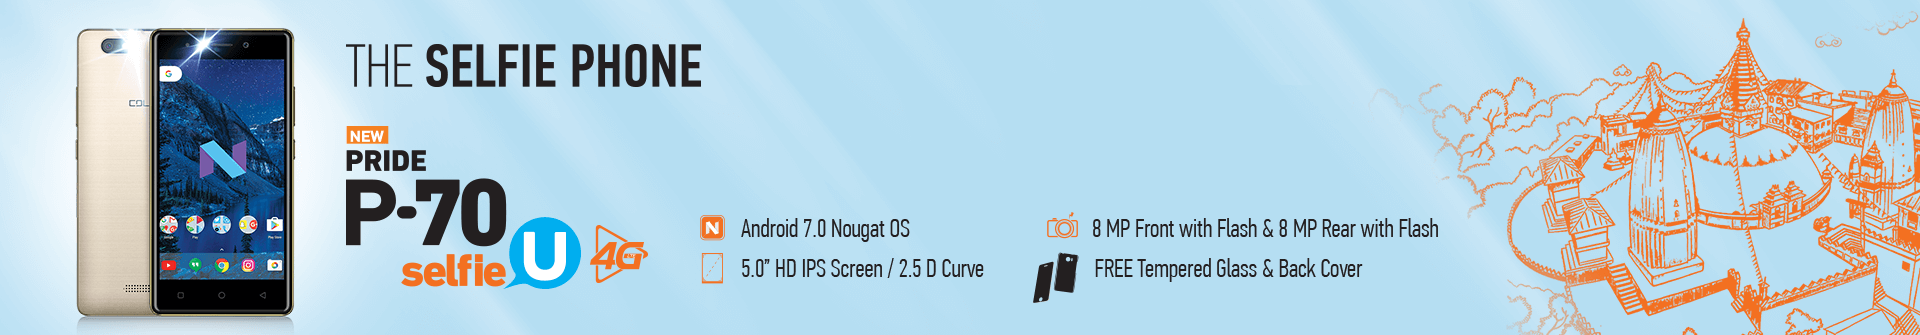 THE SELFIE PHONE
NEW
PRIDE
P-70
selfie U 4G
N Android 7.0 Nougat OS
5.0” HD IPS Screen / 2.5 D Curve
8 MP Front with Flash & 8 MP Rear with Flash
FREE Tempered Glass & Back Cover